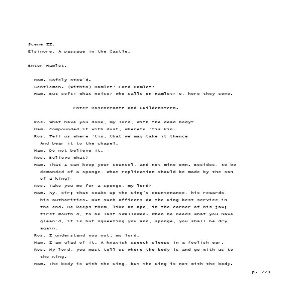 Scene II.
Elsinore. A passage in the Castle.
Enter Hamlet.
Ham. Safely stow'd.
Gentlemen. (within) Hamlet! Lord Hamlet!
Ham. But soft! What noise? Who calls on Hamlet? O, here they come.
Enter Rosencrantz and Guildenstern.
Ros. What have you done, my lord, with the dead body?
Ham. Compounded it with dust, whereto 'tis kin.
Ros. Tell us where 'tis, that we may take it thence
And bear it to the chapel.
Ham. Do not believe it.
Ros. Believe what?
Ham. That I can keep your counsel, and not mine own. Besides, to be
demanded of a sponge, what replication should be made by the son
of a king?
Ros. Take you me for a sponge, my lord?
Ham. Ay, sir; that soaks up the King's countenance, his rewards,
his authorities. But such officers do the King best service in
the end. He keeps them, like an ape, in the corner of his jaw;
first mouth'd, to be last swallowed. When he needs what you have
glean'd, it is but squeezing you and, sponge, you shall be dry
again.
Ros. I understand you not, my lord.
Ham. I am glad of it. A knavish speech sleeps in a foolish ear.
Ros. My lord, you must tell us where the body is and go with us to
the King.
Ham. The body is with the King, but the King is not with the body.